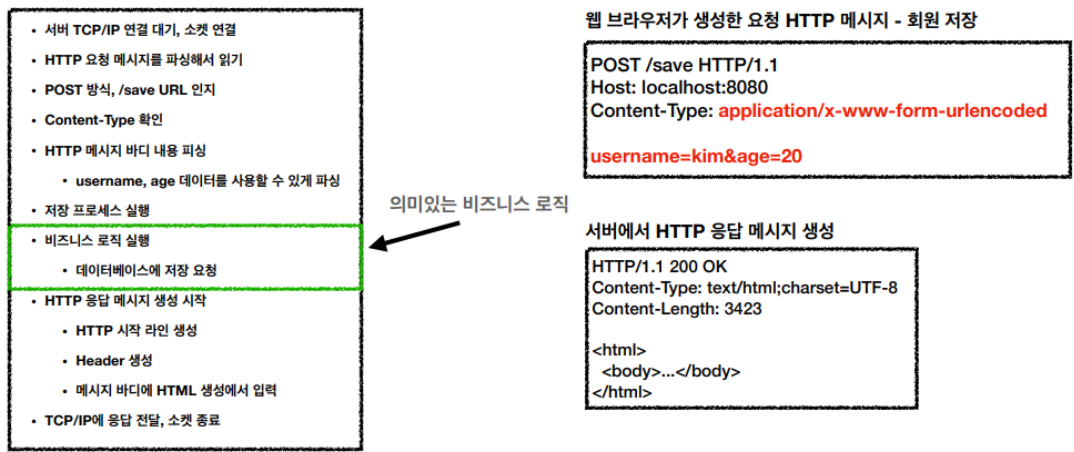 • 서버 TCP/IP 연결 대기, 소켓 연결
• HTTP 요청 메시지를 파싱해서 읽기
• POST 방식, /save URL 인지
• Content-Type 확인
• HTTP 메시지 바디 내용 피싱
• username, age 데이터를 사용할 수 있게 파싱
• 저장 프로세스 실행
• 비즈니스 로직 실행
• 데이터베이스에 저장 요청
• HTTP 응답 메시지 생성 시작
• HTTP 시작 라인 생성
• Header 생성
• 메시지 바디에 HTML 생성에서 입력
• TCP/IP에 응답 전달, 소켓 종료
의미있는 비즈니스 로직
웹 브라우저가 생성한 요청 HTTP 메시지 - 회원 저장
POST /save HTTP/1.1
Host: localhost:8080
Content-Type: application/x-www-form-urlencoded
username=kim&age=20
서버에서 HTTP 응답 메시지 생성
HTTP/1.1 200 OK
Content-Type: text/html;charset=UTF-8
Content-Length: 3423
<html>
<body>...</body>
</html>